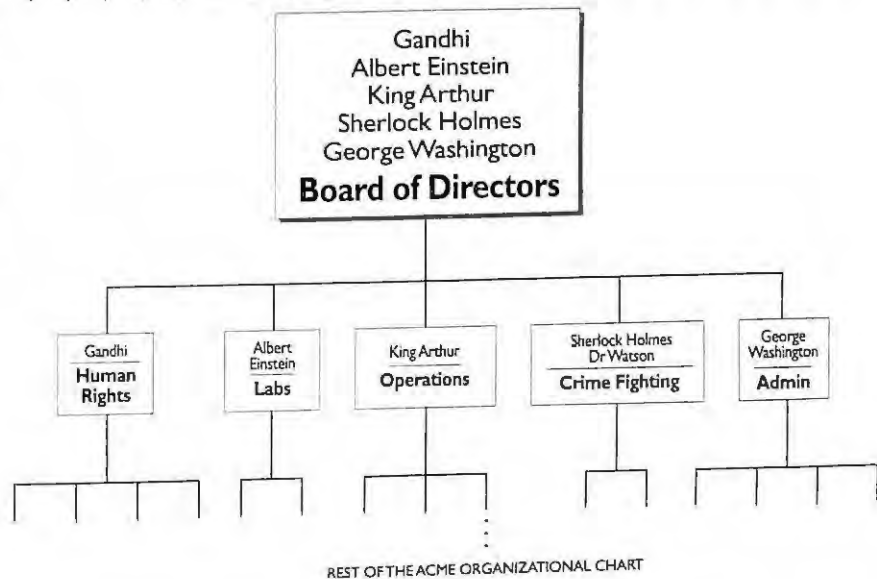 Gandhi
Albert Einstein
King Arthur
Sherlock Holmes
George Washington
Board of Directors
Gandhi
Human
Rights
Albert
Einstein
Labs
King Arthur
Operations
Sherlock Holmes
Dr Watson
Crime Fighting
George
Washington
Admin
REST OF THE ACME ORGANIZATIONAL CHART